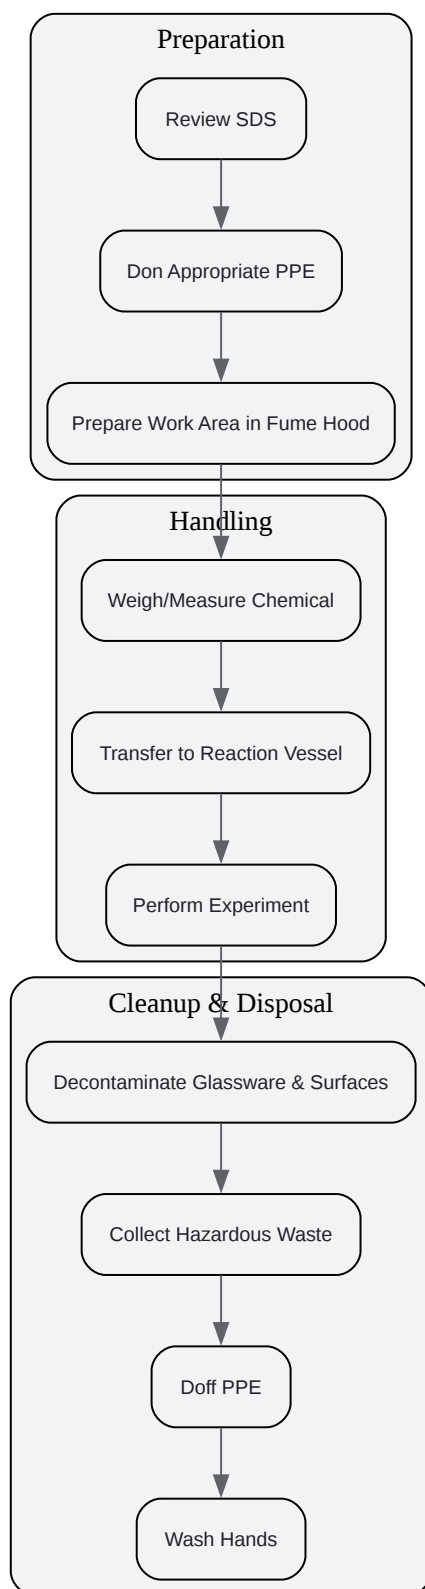 Preparation
Review SDS
Don Appropriate PPE
Prepare Work Area in Fume Hood
Handling
Weigh/Measure Chemical
Transfer to Reaction Vessel
Perform Experiment
Cleanup & Disposal
Decontaminate Glassware & Surfaces
Collect Hazardous Waste
Doff PPE
Wash Hands